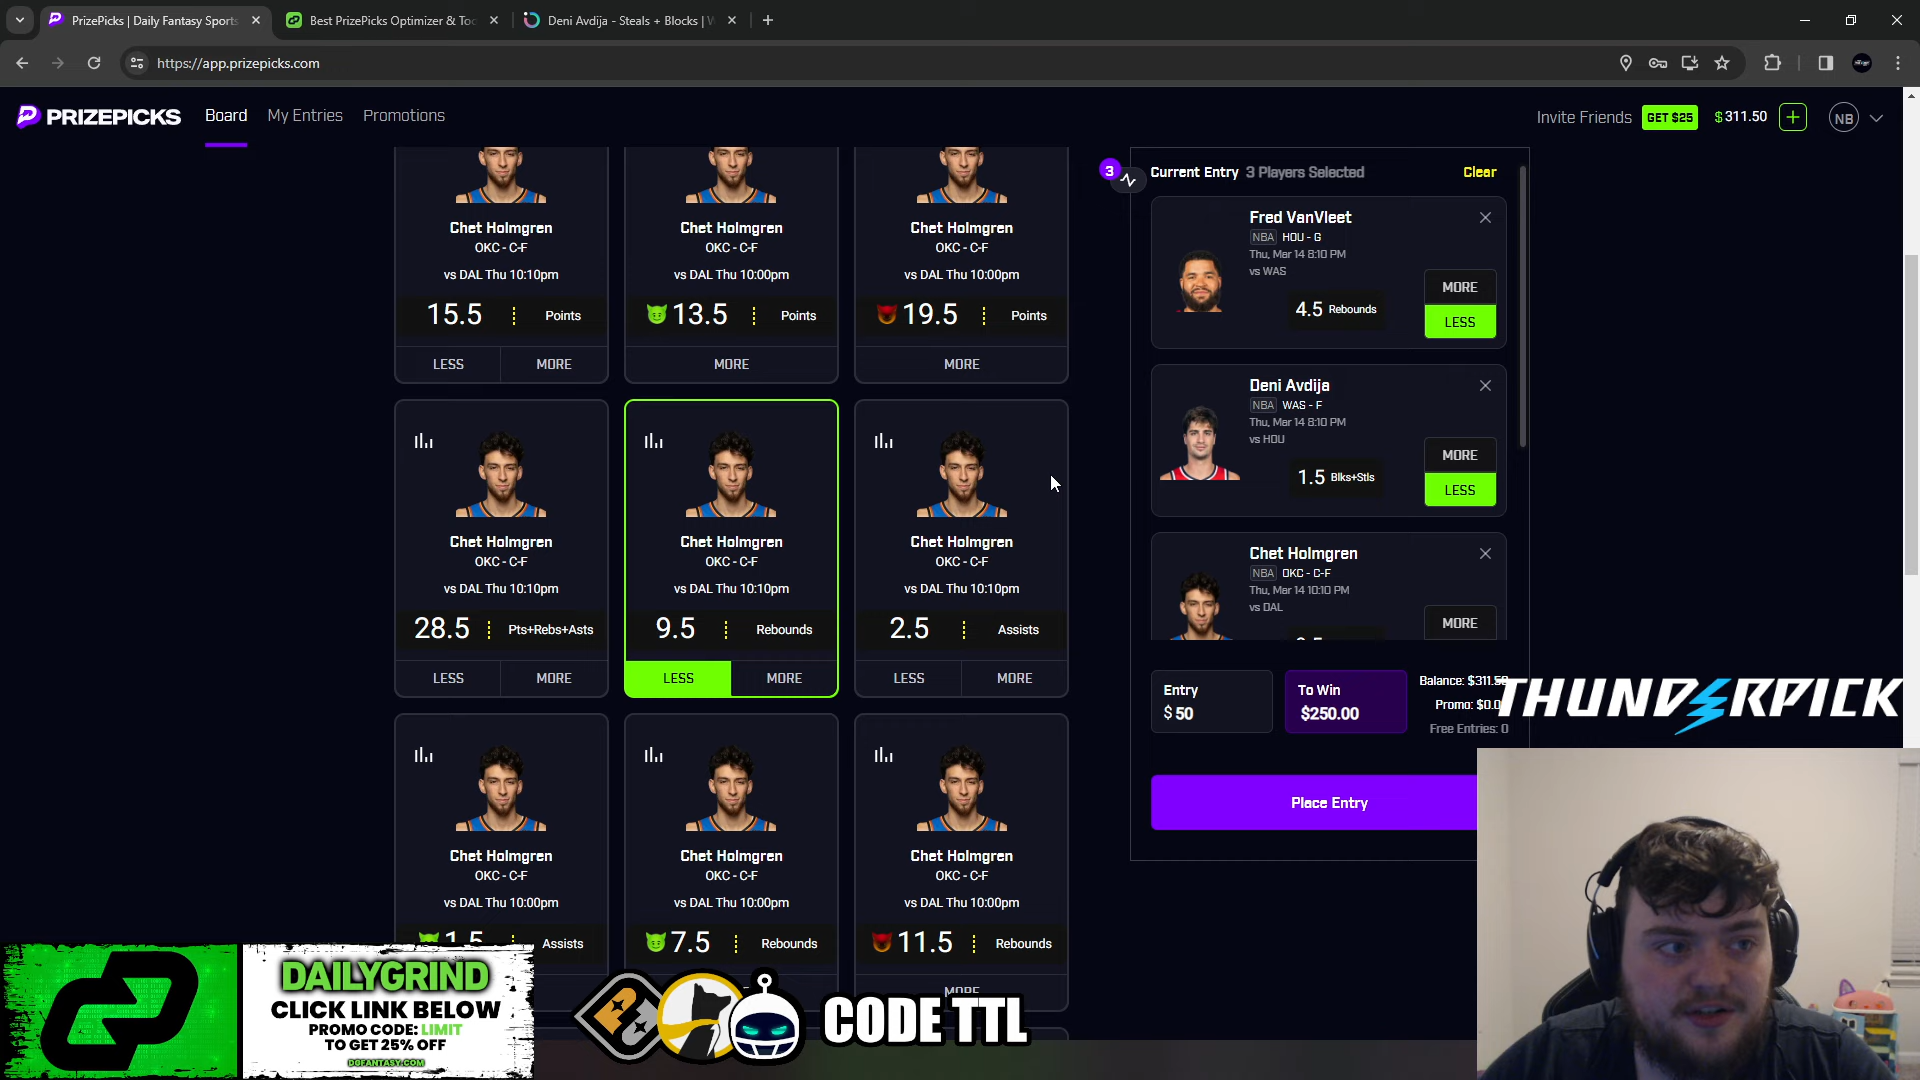 PrizePicks | Daily Fantasy Sports
Best PrizePicks Optimizer & Too
Deni Avdija - Steals + Blocks |
https://app.prizepicks.com
PRIZEPICKS
Board
My Entries
Promotions
Invite Friends
GET $25
$ 311.50
NB
Chet Holmgren
OKC - C-F
vs DAL Thu 10:10pm
15.5 Points
LESS MORE
Chet Holmgren
OKC - C-F
vs DAL Thu 10:00pm
13.5 Points
MORE
Chet Holmgren
OKC - C-F
vs DAL Thu 10:00pm
19.5 Points
MORE
Chet Holmgren
OKC - C-F
vs DAL Thu 10:10pm
28.5 Pts+Rebs+Asts
LESS MORE
Chet Holmgren
OKC - C-F
vs DAL Thu 10:10pm
9.5 Rebounds
LESS MORE
Chet Holmgren
OKC - C-F
vs DAL Thu 10:10pm
2.5 Assists
LESS MORE
Chet Holmgren
OKC - C-F
vs DAL Thu 10:00pm
1.5 Assists
Chet Holmgren
OKC - C-F
vs DAL Thu 10:00pm
7.5 Rebounds
Chet Holmgren
OKC - C-F
vs DAL Thu 10:00pm
11.5 Rebounds
MORE
3
Current Entry 3 Players Selected
Clear
Fred VanVleet
NBA HOU - G
Thu, Mar 14 8:10 PM
vs WAS
4.5 Rebounds
MORE
LESS
Deni Avdija
NBA WAS - F
Thu, Mar 14 8:10 PM
vs HOU
1.5 Blks+Stls
MORE
LESS
Chet Holmgren
NBA OKC - C-F
Thu, Mar 14 10:10 PM
vs DAL
MORE
Entry
$ 50
To Win
$250.00
Balance: $311.50
Promo: $0.0
Free Entries: 0
Place Entry
THUNDERPICK
DAILYGRIND
CLICK LINK BELOW
PROMO CODE: LIMIT
TO GET 25% OFF
DGFANTASY.COM
CODE TTL